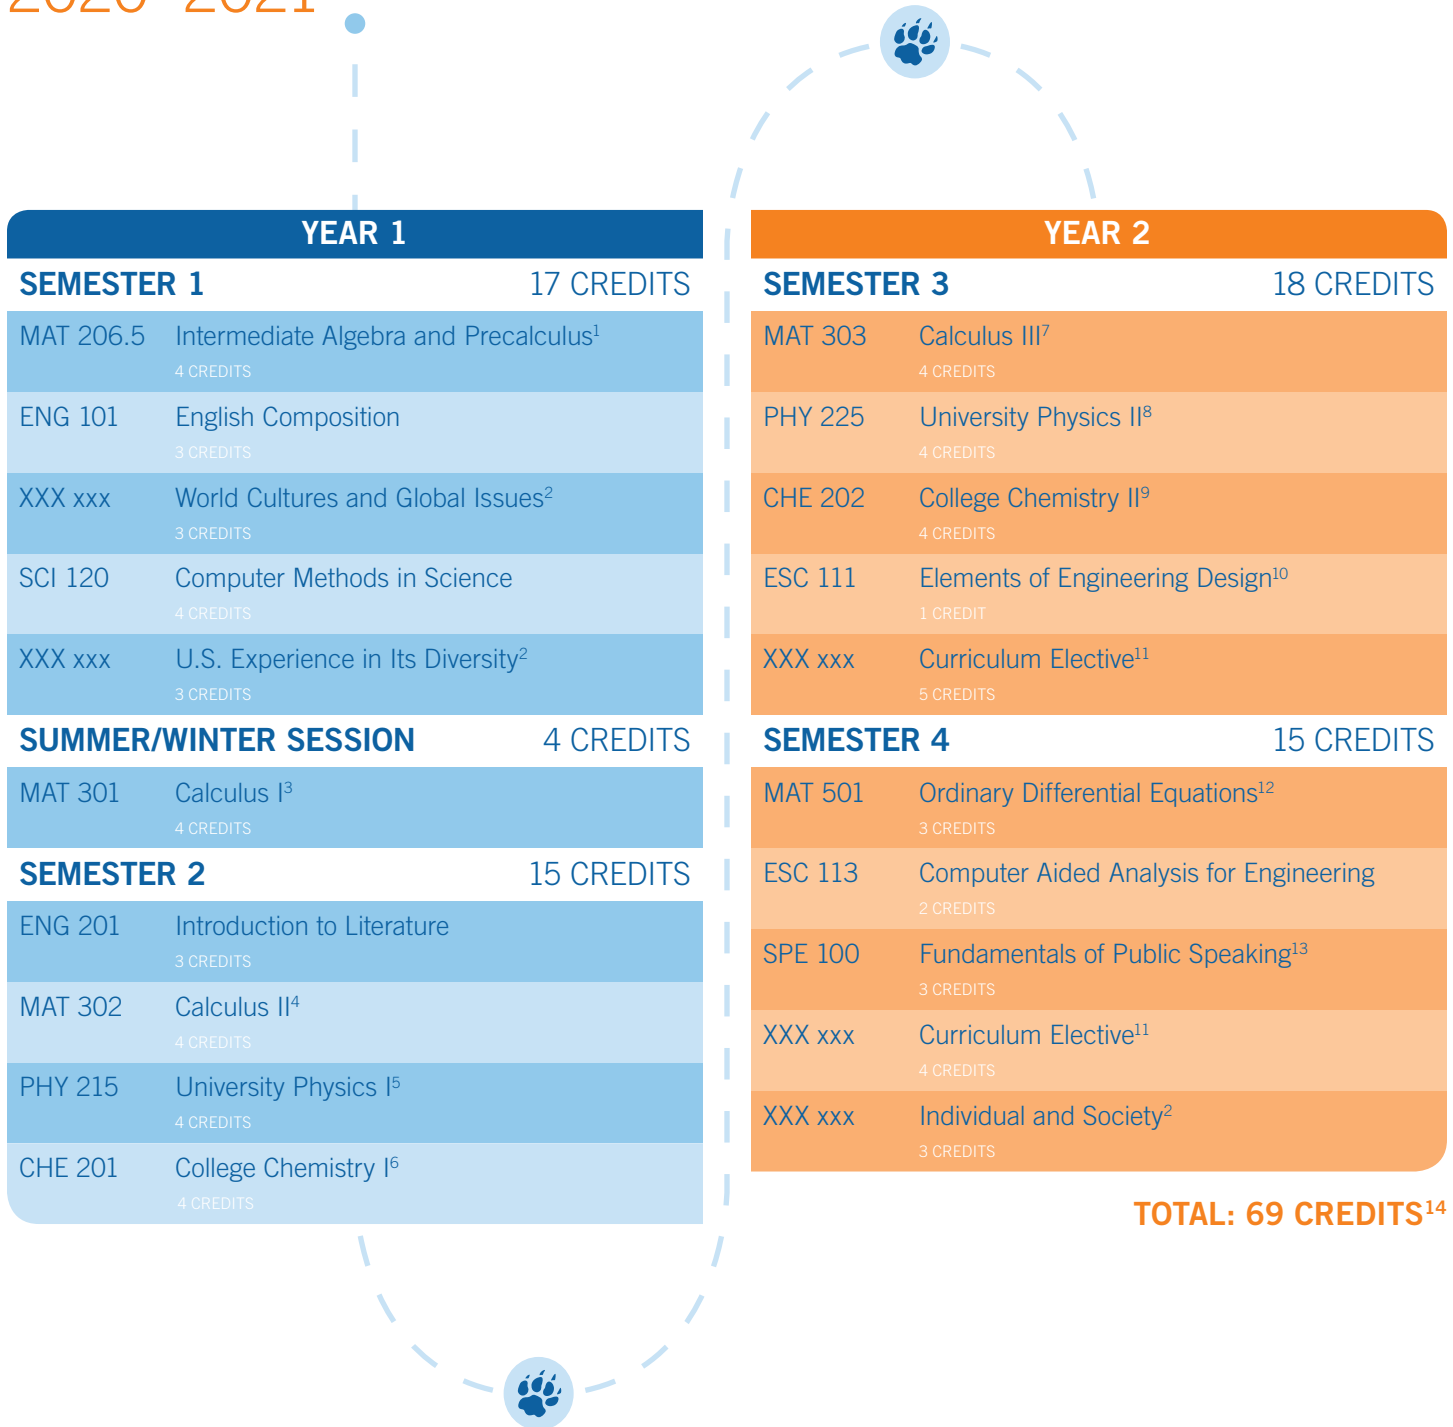 2020–2021
YEAR 1
SEMESTER 1 17 CREDITS
MAT 206.5 Intermediate Algebra and Precalculus1
4 CREDITS
ENG 101 English Composition
3 CREDITS
XXX xxx World Cultures and Global Issues2
3 CREDITS
SCI 120 Computer Methods in Science
4 CREDITS
XXX xxx U.S. Experience in Its Diversity2
3 CREDITS
SUMMER/WINTER SESSION 4 CREDITS
MAT 301 Calculus I3
4 CREDITS
SEMESTER 2 15 CREDITS
ENG 201 Introduction to Literature
3 CREDITS
MAT 302 Calculus II4
4 CREDITS
PHY 215 University Physics I5
4 CREDITS
CHE 201 College Chemistry I6
4 CREDITS
YEAR 2
SEMESTER 3 18 CREDITS
MAT 303 Calculus III7
4 CREDITS
PHY 225 University Physics II8
4 CREDITS
CHE 202 College Chemistry II9
4 CREDITS
ESC 111 Elements of Engineering Design10
1 CREDIT
XXX xxx Curriculum Elective11
5 CREDITS
SEMESTER 4 15 CREDITS
MAT 501 Ordinary Differential Equations12
3 CREDITS
ESC 113 Computer Aided Analysis for Engineering
2 CREDITS
SPE 100 Fundamentals of Public Speaking13
3 CREDITS
XXX xxx Curriculum Elective11
4 CREDITS
XXX xxx Individual and Society2
3 CREDITS
TOTAL: 69 CREDITS14